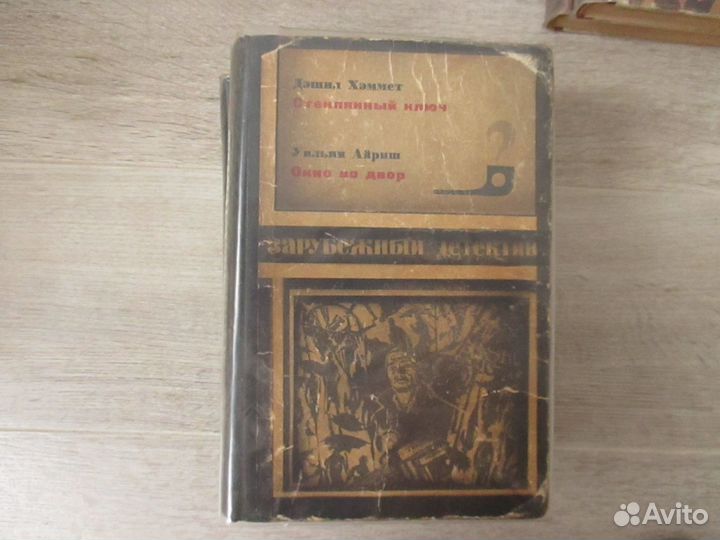 Дэшил Хэммет
Стеклянный ключ
Уильям Айриш
Окно во двор
ЗАРУБЕЖНЫЙ ДЕТЕКТИВ
Avito